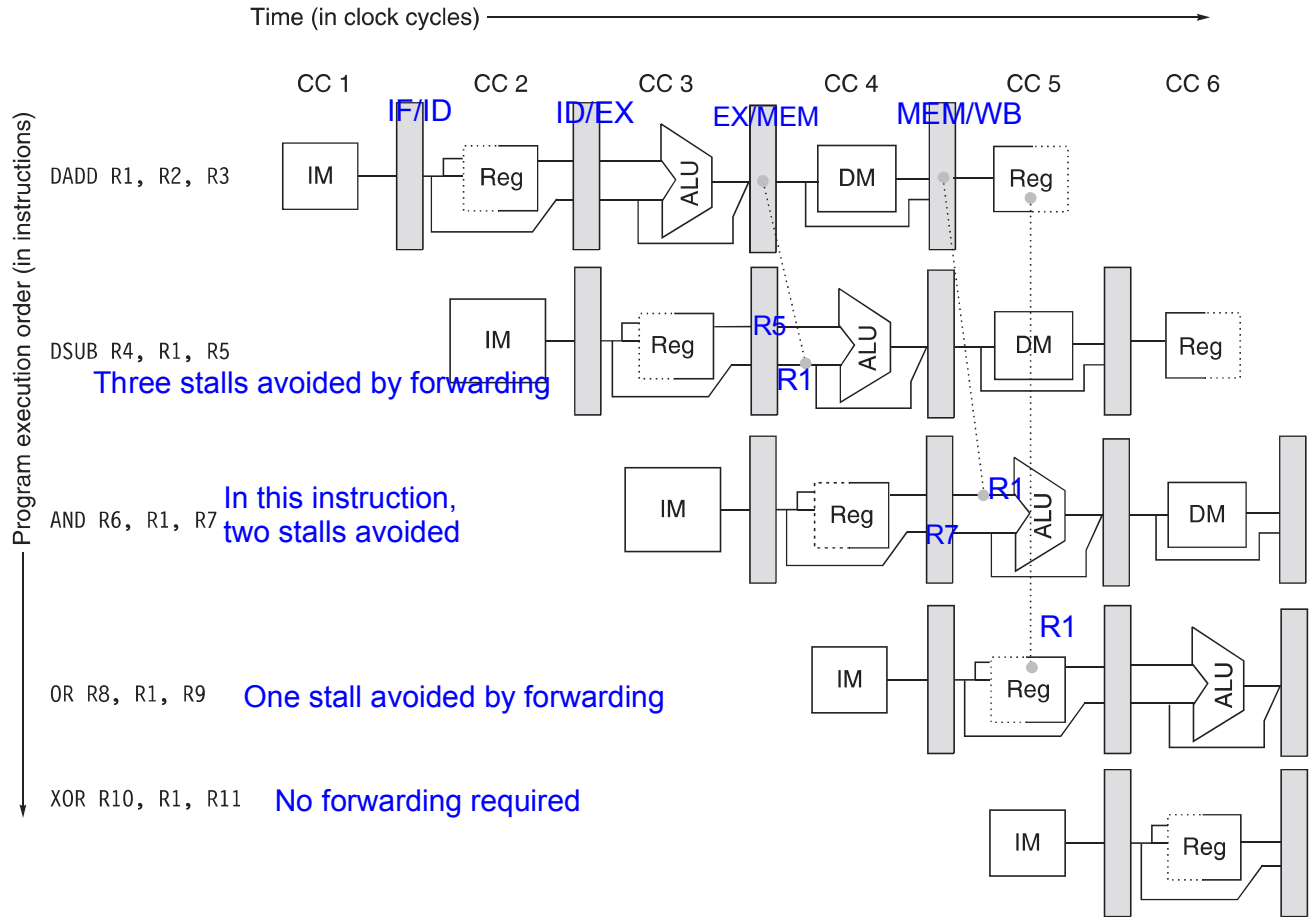 Time (in clock cycles)
CC 1 CC 2 CC 3 CC 4 CC 5 CC 6
IF/ID ID/EX EX/MEM MEM/WB
Program execution order (in instructions)
DADD R1, R2, R3
IM Reg ALU DM Reg
DSUB R4, R1, R5
IM Reg R5 ALU DM Reg
Three stalls avoided by forwarding
R1
AND R6, R1, R7
In this instruction,
two stalls avoided
IM Reg R1 ALU DM
R7
R1
OR R8, R1, R9
One stall avoided by forwarding
IM Reg ALU
XOR R10, R1, R11
No forwarding required
IM Reg